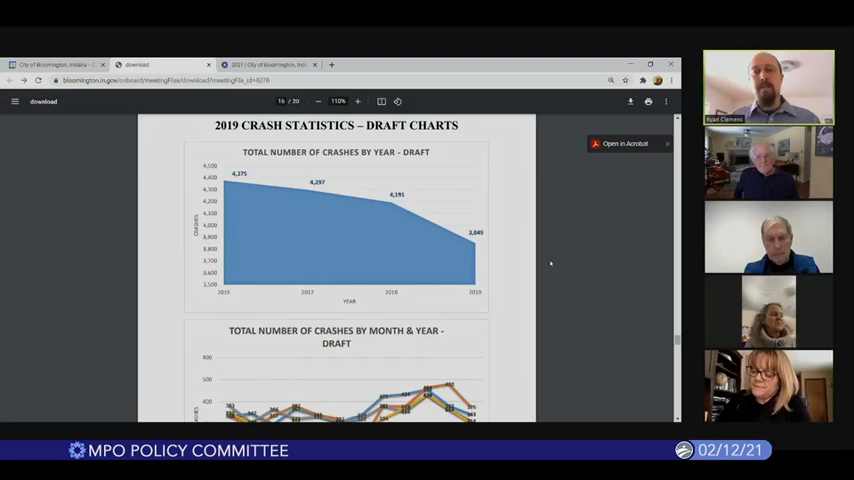 City of Bloomington, Indiana - C
download
2021 | City of Bloomington, In
bloomington.in.gov/onboard/meetingFiles/download?meetingFile_id=8276
download
16 / 20
110%
Open in Acrobat
2019 CRASH STATISTICS – DRAFT CHARTS
TOTAL NUMBER OF CRASHES BY YEAR - DRAFT
4,500
4,400
4,300
4,200
4,100
4,000
3,900
3,800
3,700
3,600
3,500
CRASHES
4,375
4,297
4,191
3,849
2016
2017
2018
2019
YEAR
TOTAL NUMBER OF CRASHES BY MONTH & YEAR -
DRAFT
600
500
400
480
Ryan Clemens
MPO POLICY COMMITTEE
02/12/21